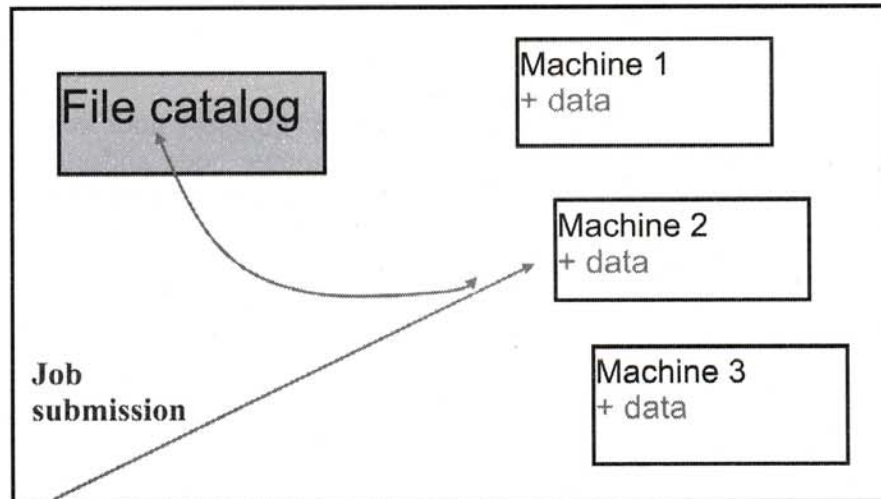 File catalog
Machine 1
+ data
Machine 2
+ data
Machine 3
+ data
Job
submission